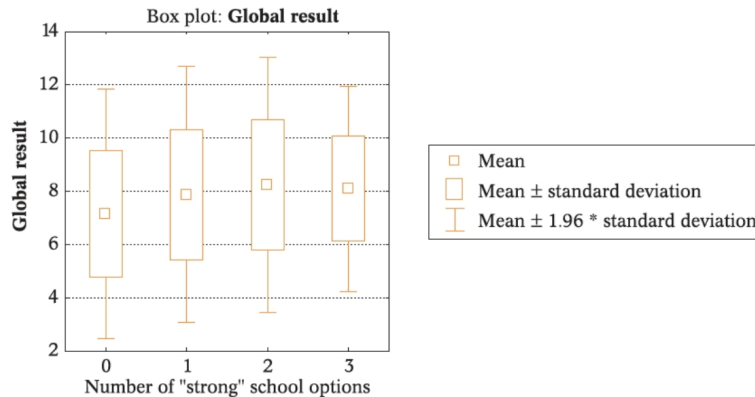 Box plot: Global result
14
12
10
8
6
4
2
Global result
0 1 2 3
Number of "strong" school options
Mean
Mean ± standard deviation
Mean ± 1.96 * standard deviation